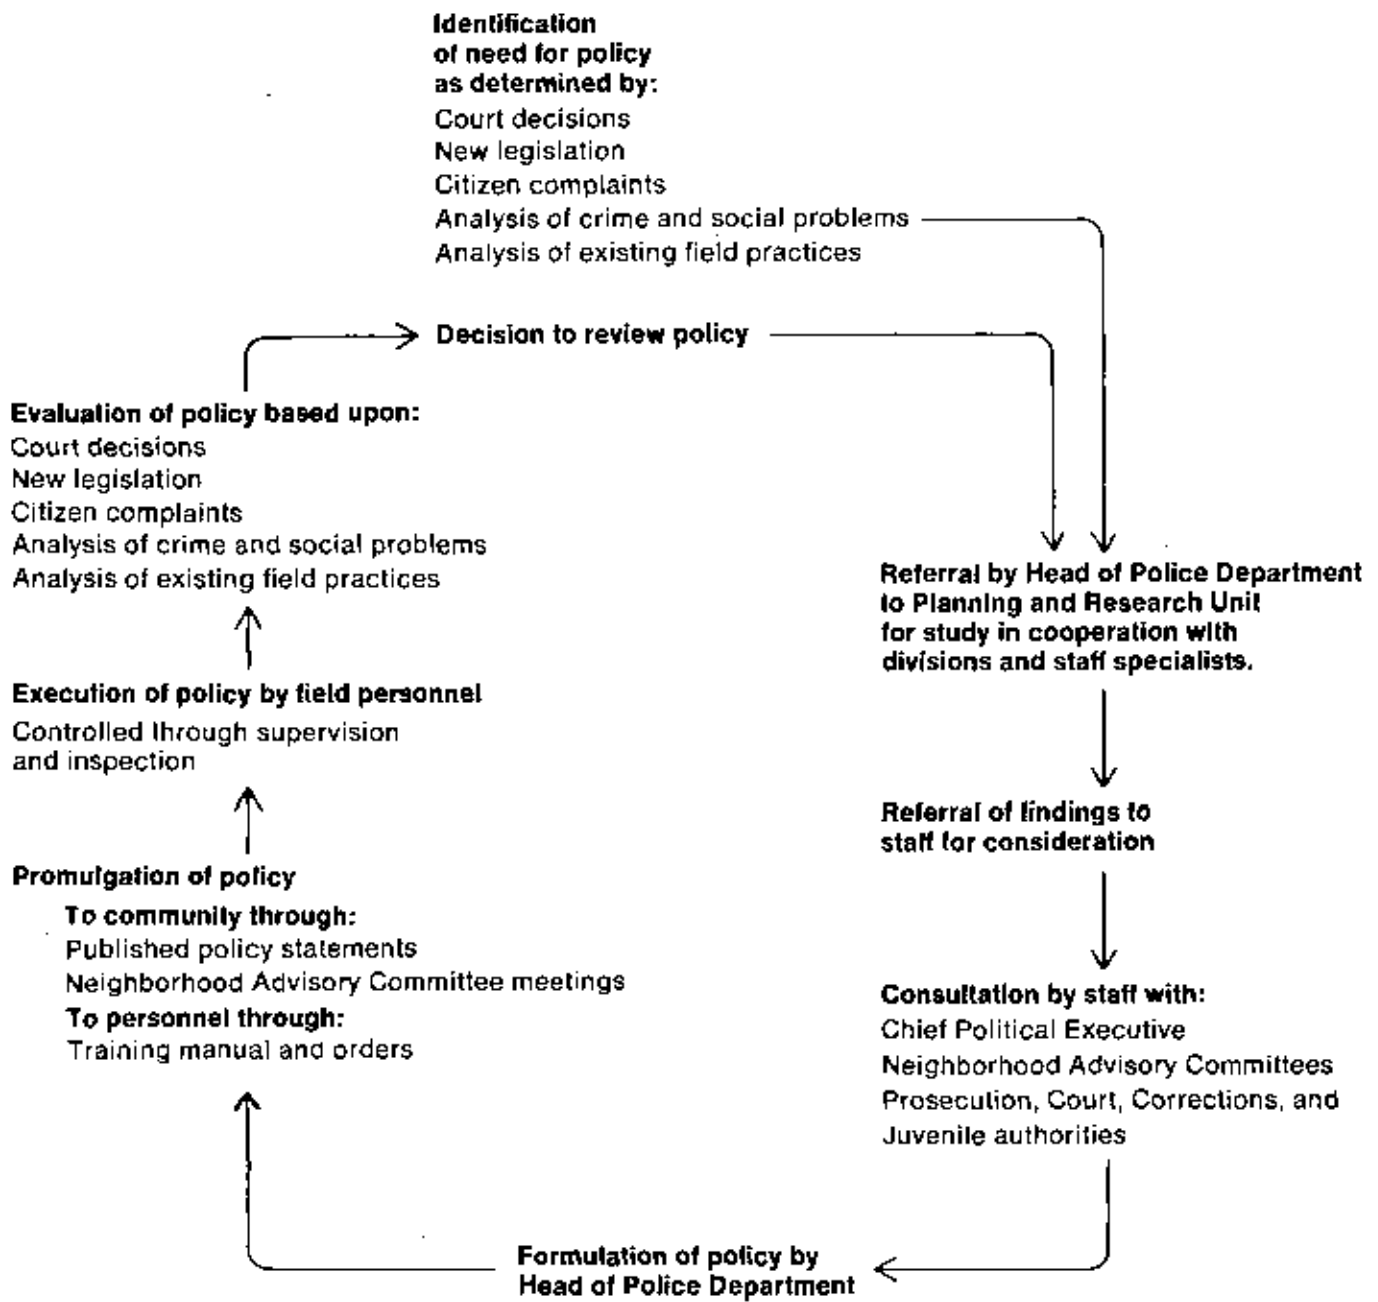 Identification
of need for policy
as determined by:
Court decisions
New legislation
Citizen complaints
Analysis of crime and social problems
Analysis of existing field practices
Decision to review policy
Evaluation of policy based upon:
Court decisions
New legislation
Citizen complaints
Analysis of crime and social problems
Analysis of existing field practices
Referral by Head of Police Department
to Planning and Research Unit
for study in cooperation with
divisions and staff specialists.
Execution of policy by field personnel
Controlled through supervision
and inspection
Referral of findings to
staff for consideration
Promulgation of policy
To community through:
Published policy statements
Neighborhood Advisory Committee meetings
To personnel through:
Training manual and orders
Consultation by staff with:
Chief Political Executive
Neighborhood Advisory Committees
Prosecution, Court, Corrections, and
Juvenile authorities
Formulation of policy by
Head of Police Department